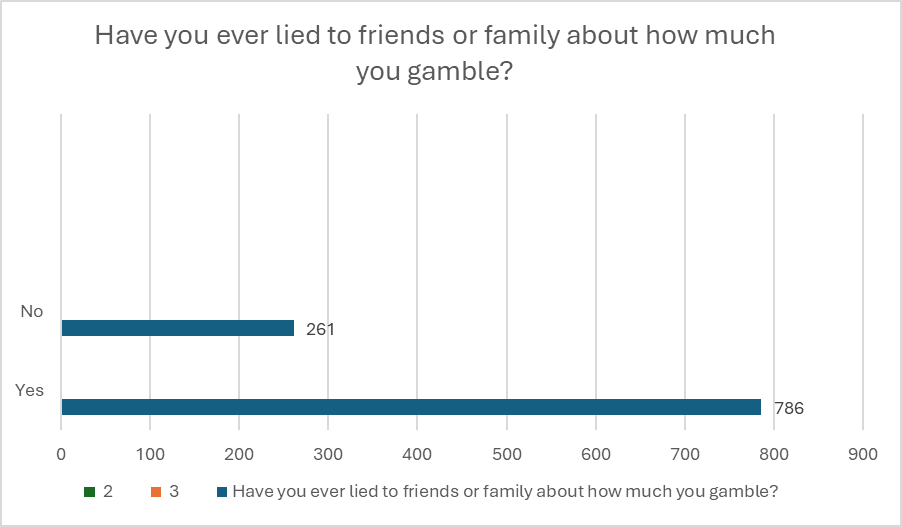 Have you ever lied to friends or family about how much
you gamble?
No
261
Yes
786
0 100 200 300 400 500 600 700 800 900
2 3 Have you ever lied to friends or family about how much you gamble?